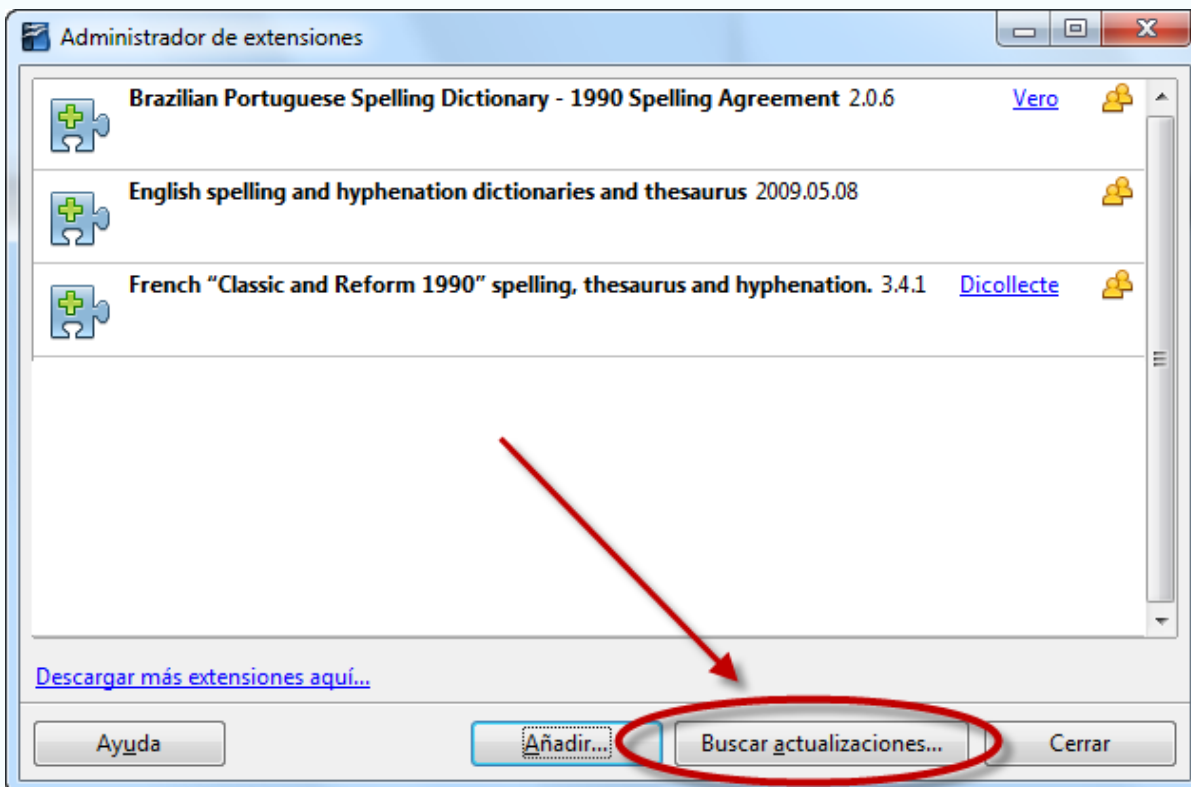 Administrador de extensiones
Brazilian Portuguese Spelling Dictionary - 1990 Spelling Agreement 2.0.6 Vero
English spelling and hyphenation dictionaries and thesaurus 2009.05.08
French “Classic and Reform 1990” spelling, thesaurus and hyphenation. 3.4.1 Dicollecte
Descargar más extensiones aquí...
Ayuda Añadir... Buscar actualizaciones... Cerrar